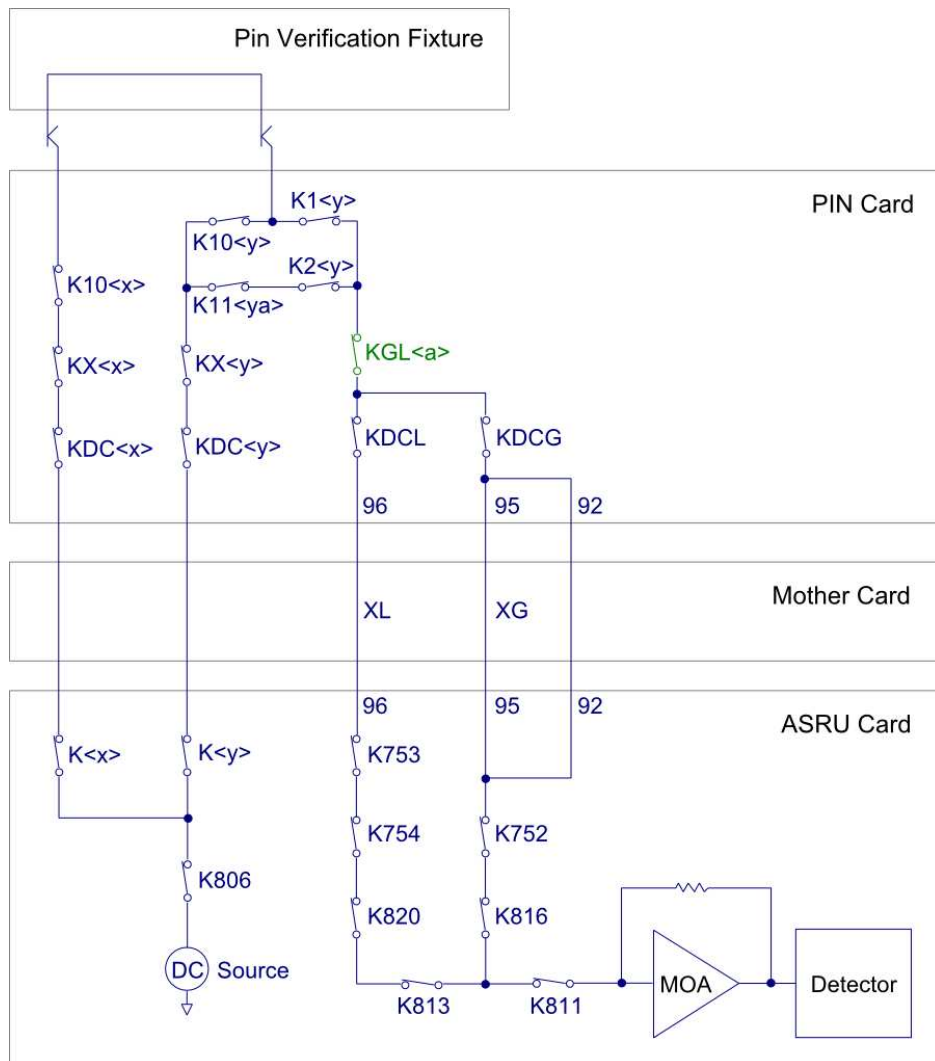 Pin Verification Fixture
PIN Card
K1<y>
K10<y>
K2<y>
K10<x>
K11<ya>
KGL<a>
KX<x>
KX<y>
KDC<x>
KDC<y>
KDCL
KDCG
96
95
92
Mother Card
XL
XG
96
95
92
ASRU Card
K<x>
K<y>
K753
K754
K752
K806
K820
K816
DC
Source
MOA
Detector
K813
K811